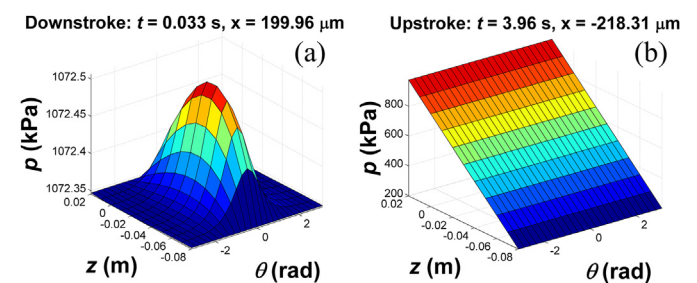 Downstroke: t = 0.033 s, x = 199.96 μm
(a)
1072.5
1072.45
1072.4
1072.35
p (kPa)
0.02
0
-0.02
-0.04
-0.06
-0.08
z (m)
-2
0
2
θ (rad)
Upstroke: t = 3.96 s, x = -218.31 μm
(b)
800
600
400
200
p (kPa)
0.02
0
-0.02
-0.04
-0.06
-0.08
z (m)
-2
0
2
θ (rad)